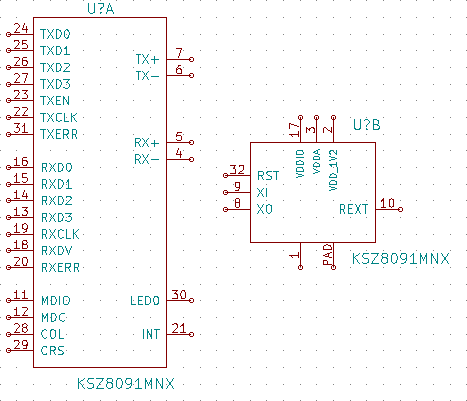 U?A
24 TXD0
25 TXD1
26 TXD2
27 TXD3
23 TXEN
22 TXCLK
31 TXERR
16 RXD0
15 RXD1
14 RXD2
13 RXD3
19 RXCLK
18 RXDV
20 RXERR
11 MDIO
12 MDC
28 COL
29 CRS
TX+ 7
TX- 6
RX+ 5
RX- 4
LED0 30
INT 21
KSZ8091MNX
U?B
17 VDDIO
3 VDDA
2 VDD_1V2
32 RST
9 XI
8 XO
REXT 10
1
PAD
KSZ8091MNX